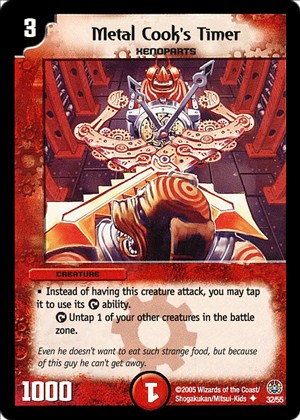 3
Metal Cook's Timer
XENOPARTS
CREATURE
▪ Instead of having this creature attack, you may tap
it to use its ability.
Untap 1 of your other creatures in the battle
zone.
Even he doesn't want to eat such strange food, but because
of this guy he can't get away.
1000
1
©2005 Wizards of the Coast/
Shogakukan/Mitsui-Kids
32/55